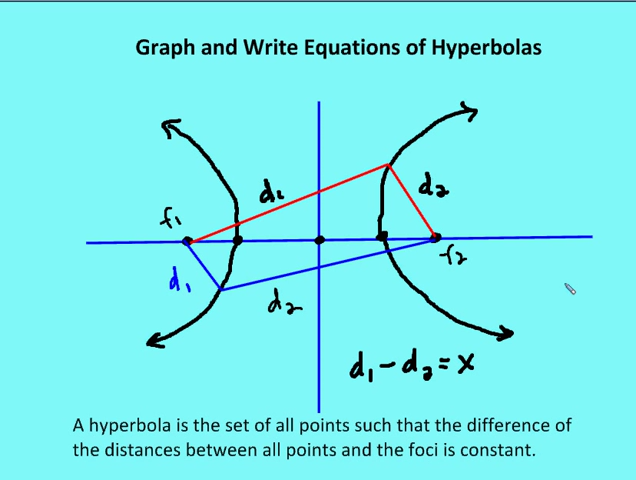 Graph and Write Equations of Hyperbolas
d₁ d₂
f₁
f₂
d₁
d₂
d₁ - d₂ = x
A hyperbola is the set of all points such that the difference of
the distances between all points and the foci is constant.